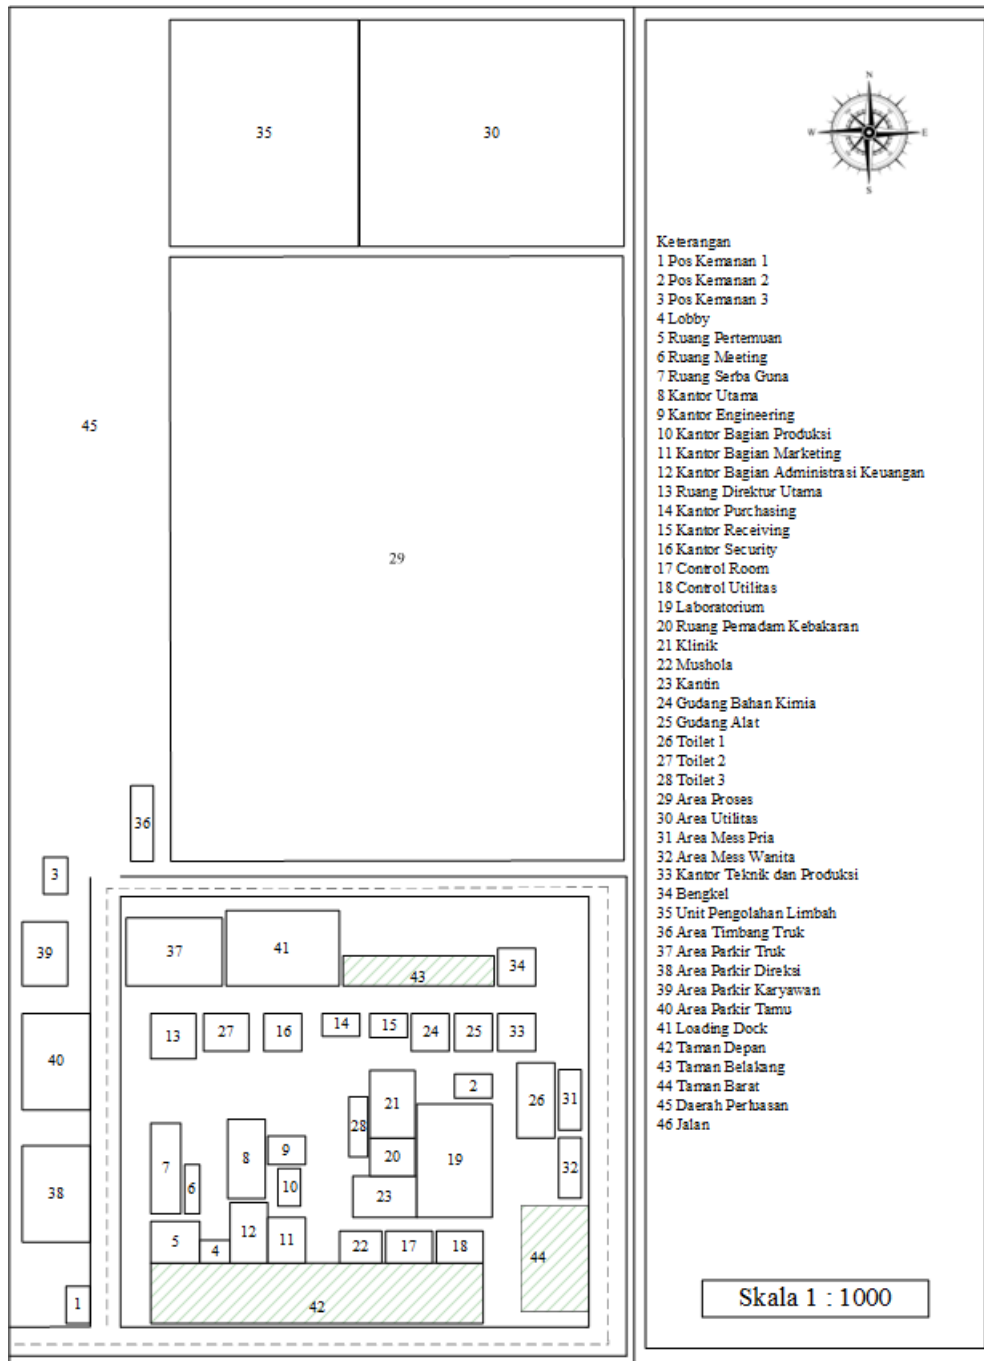 35
30
N
W
E
S
Keterangan
1 Pos Kemanan 1
2 Pos Kemanan 2
3 Pos Kemanan 3
4 Lobby
5 Ruang Pertemuan
6 Ruang Meeting
7 Ruang Serba Guna
8 Kantor Utama
9 Kantor Engineering
10 Kantor Bagian Produksi
11 Kantor Bagian Marketing
12 Kantor Bagian Administrasi Keuangan
13 Ruang Direktur Utama
14 Kantor Purchasing
15 Kantor Receiving
16 Kantor Security
17 Control Room
18 Control Utilitas
19 Laboratorium
20 Ruang Pemadam Kebakaran
21 Klinik
22 Mushola
23 Kantin
24 Gudang Bahan Kimia
25 Gudang Alat
26 Toilet 1
27 Toilet 2
28 Toilet 3
29 Area Proses
30 Area Utilitas
31 Area Mess Pria
32 Area Mess Wanita
33 Kantor Teknik dan Produksi
34 Bengkel
35 Unit Pengolahan Limbah
36 Area Timbang Truk
37 Area Parkir Truk
38 Area Parkir Direksi
39 Area Parkir Karyawan
40 Area Parkir Tamu
41 Loading Dock
42 Taman Depan
43 Taman Belakang
44 Taman Barat
45 Daerah Perluasan
46 Jalan
45
29
36
3
39
37
41
43
34
40
13
27
16
14
15
24
25
33
2
21
26
31
28
7
8
9
20
19
32
6
10
23
38
5
4
12
11
22
17
18
44
1
42
Skala 1 : 1000